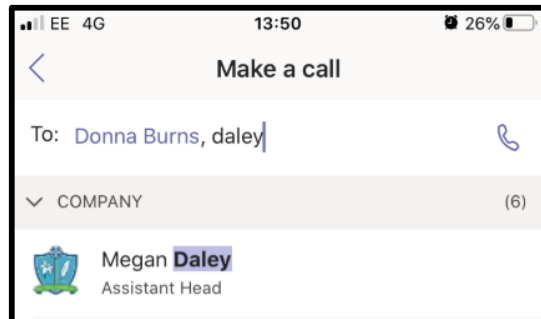 EE 4G 13:50 26%
Make a call
To: Donna Burns, daley
COMPANY (6)
Megan Daley
Assistant Head